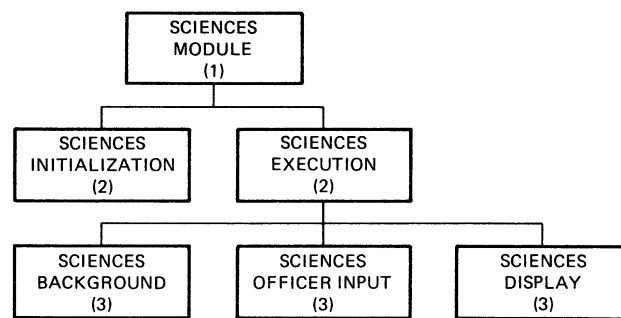 SCIENCES
MODULE
(1)
SCIENCES
INITIALIZATION
(2)
SCIENCES
EXECUTION
(2)
SCIENCES
BACKGROUND
(3)
SCIENCES
OFFICER INPUT
(3)
SCIENCES
DISPLAY
(3)